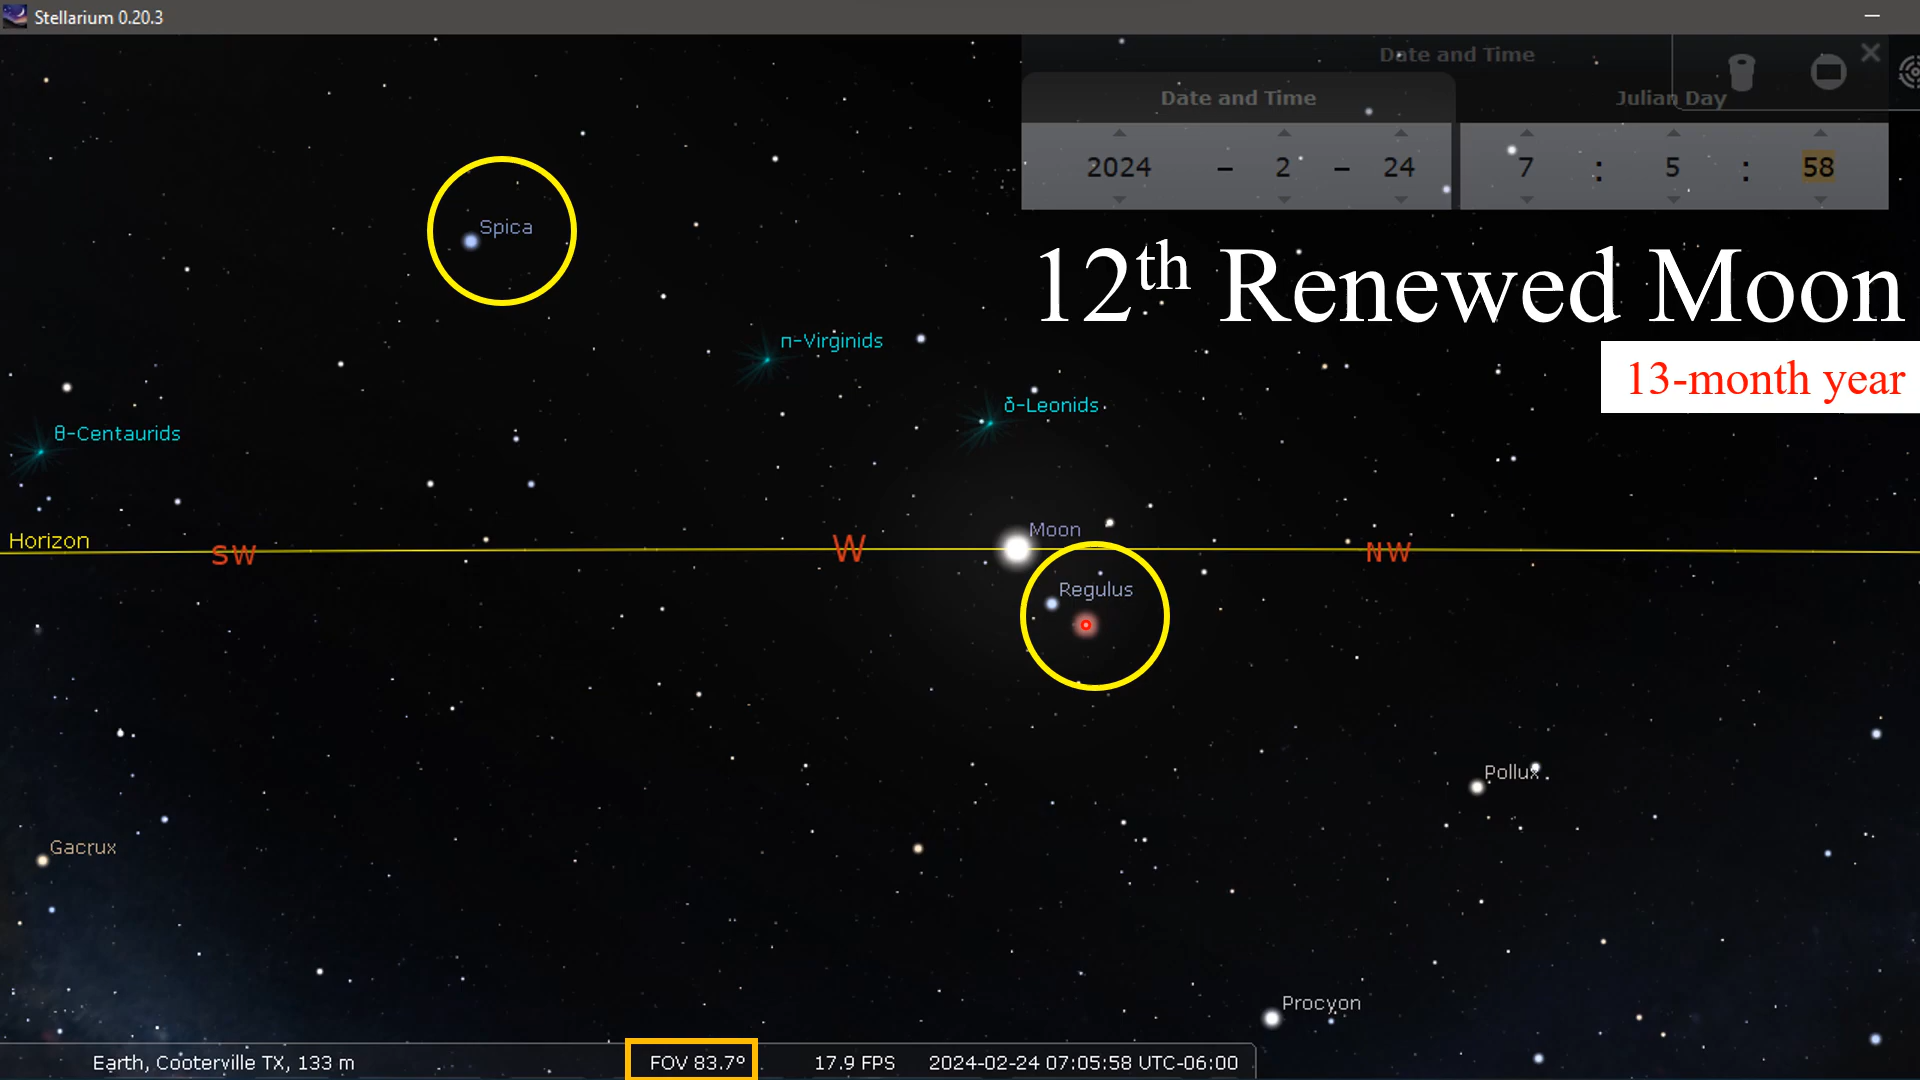 Stellarium 0.20.3
Date and Time
Date and Time
Julian Day
2024 – 2 – 24
7 : 5 : 58
Spica
12th Renewed Moon
13-month year
π-Virginids
δ-Leonids
θ-Centaurids
Moon
Horizon
SW
W
NW
Regulus
Pollux
Gacrux
Procyon
Earth, Cooterville TX, 133 m
FOV 83.7°
17.9 FPS
2024-02-24 07:05:58 UTC-06:00